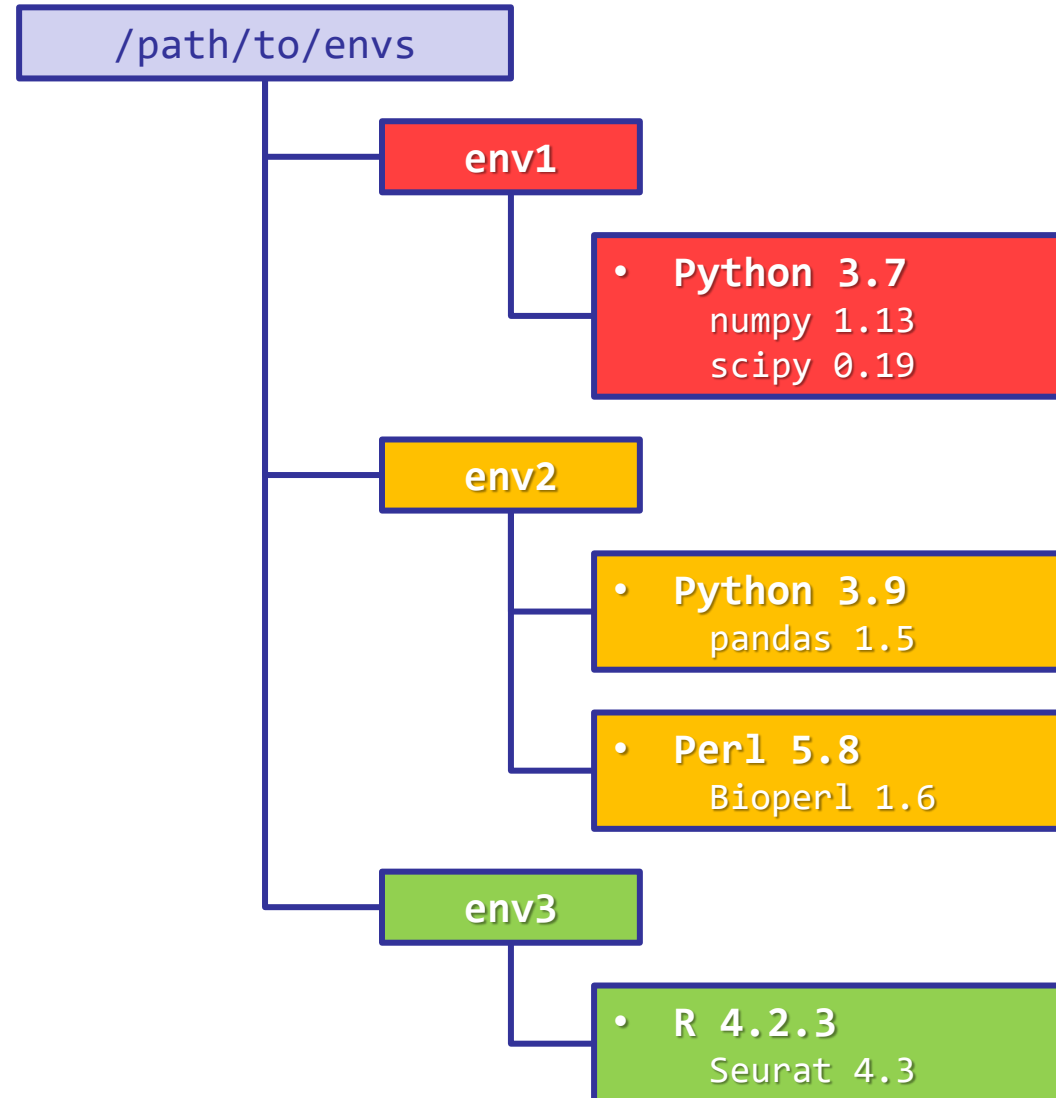 /path/to/envs
env1
• Python 3.7
numpy 1.13
scipy 0.19
env2
• Python 3.9
pandas 1.5
• Perl 5.8
Bioperl 1.6
env3
• R 4.2.3
Seurat 4.3